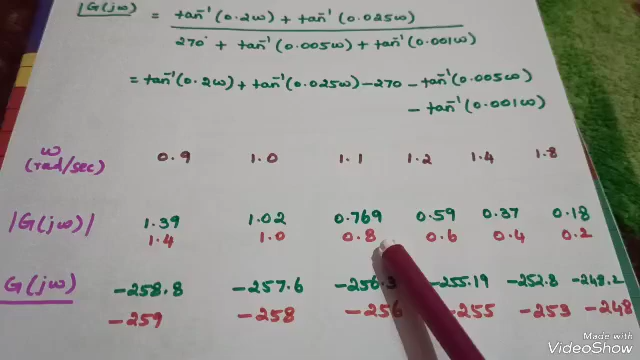 |G(jω) = tan⁻¹(0.2ω) + tan⁻¹(0.025ω)
270° + tan⁻¹(0.005ω) + tan⁻¹(0.001ω)
= tan⁻¹(0.2ω) + tan⁻¹(0.025ω) - 270 - tan⁻¹(0.005ω)
- tan⁻¹(0.001ω)
ω (rad/sec) 0.9 1.0 1.1 1.2 1.4 1.8
|G(jω)| 1.39 1.02 0.769 0.59 0.37 0.18
1.4 1.0 0.8 0.6 0.4 0.2
G(jω) -258.8 -257.6 -256.3 -255.19 -252.8 -248.2
-259 -258 -256 -255 -253 -248
Made With
VideoShow